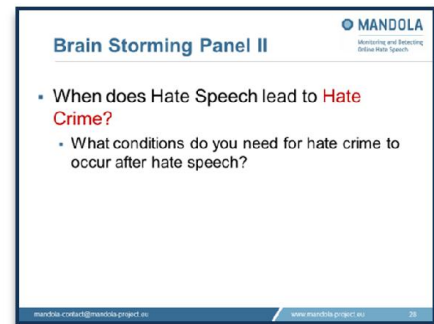 MANDOLA
Monitoring and Detecting
Online Hate Speech
Brain Storming Panel II
When does Hate Speech lead to Hate
Crime?
What conditions do you need for hate crime to
occur after hate speech?
mandola-contact@mandola-project.eu www.mandola-project.eu 26